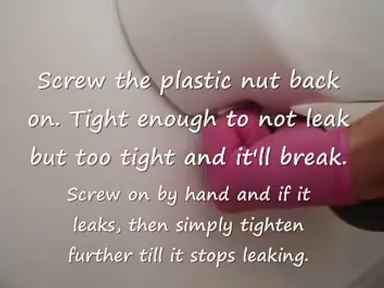 Screw the plastic nut back
on. Tight enough to not leak
but too tight and it'll break.
Screw on by hand and if it
leaks, then simply tighten
further till it stops leaking.